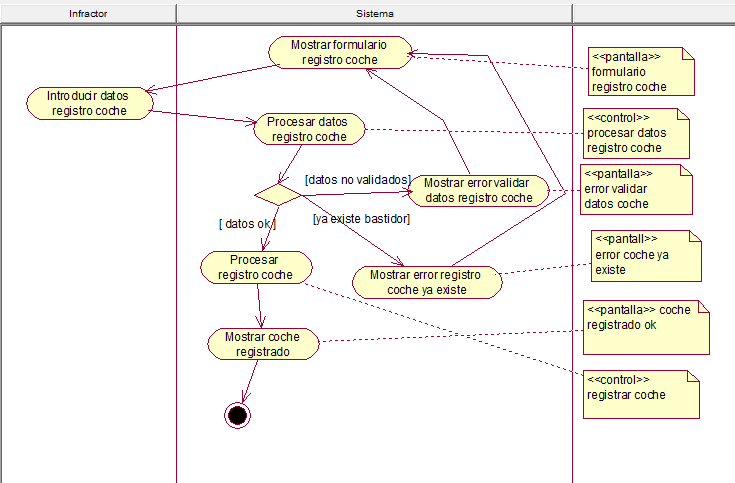 Infractor
Sistema
Mostrar formulario
registro coche
<<pantalla>>
formulario
registro coche
Introducir datos
registro coche
Procesar datos
registro coche
<<control>>
procesar datos
registro coche
[datos no validados]
Mostrar error validar
datos registro coche
<<pantalla>>
error validar
datos coche
[ datos ok ]
[ya existe bastidor]
Procesar
registro coche
Mostrar error registro
coche ya existe
<<pantall>>
error coche ya
existe
Mostrar coche
registrado
<<pantalla>> coche
registrado ok
<<control>>
registrar coche